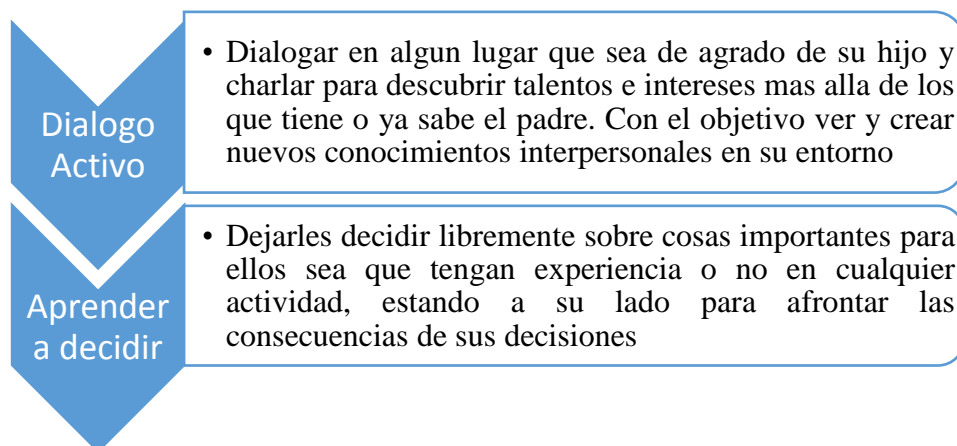 Dialogo
Activo
• Dialogar en algun lugar que sea de agrado de su hijo y
charlar para descubrir talentos e intereses mas alla de los
que tiene o ya sabe el padre. Con el objetivo ver y crear
nuevos conocimientos interpersonales en su entorno
Aprender
a decidir
• Dejarles decidir libremente sobre cosas importantes para
ellos sea que tengan experiencia o no en cualquier
actividad, estando a su lado para afrontar las
consecuencias de sus decisiones